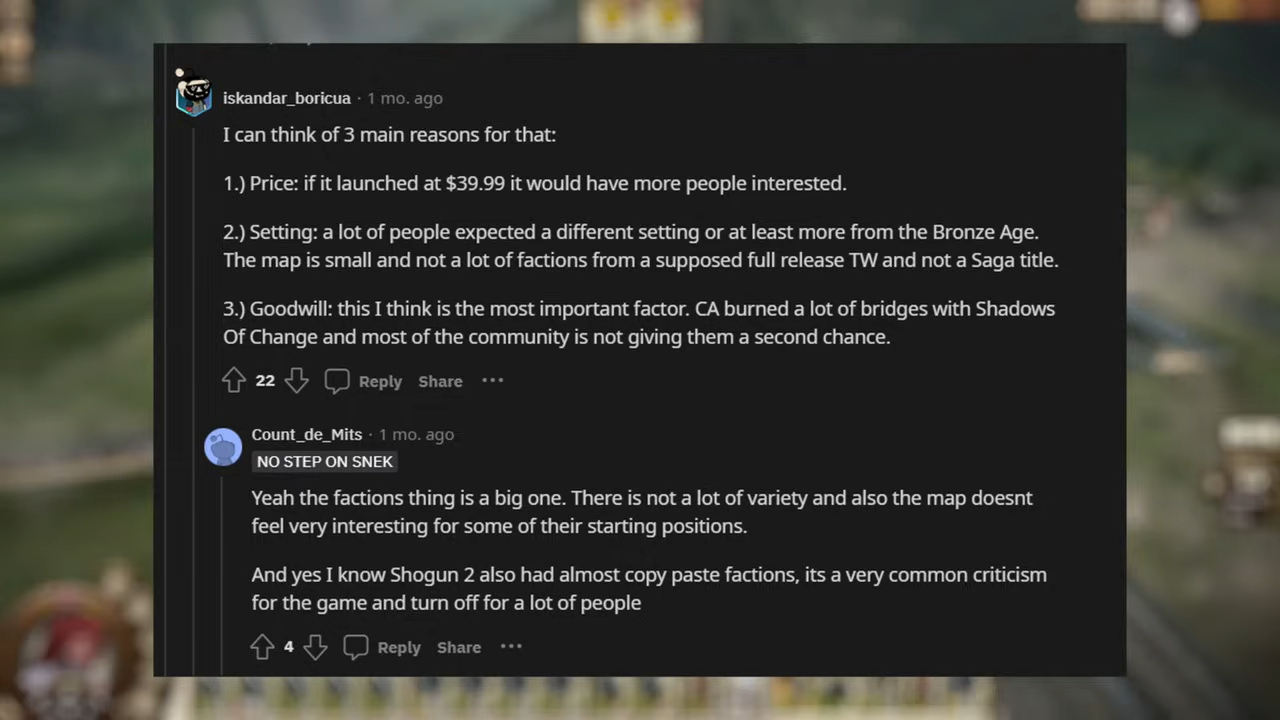 iskandar_boricua · 1 mo. ago
I can think of 3 main reasons for that:
1.) Price: if it launched at $39.99 it would have more people interested.
2.) Setting: a lot of people expected a different setting or at least more from the Bronze Age.
The map is small and not a lot of factions from a supposed full release TW and not a Saga title.
3.) Goodwill: this I think is the most important factor. CA burned a lot of bridges with Shadows
Of Change and most of the community is not giving them a second chance.
22 Reply Share ···
Count_de_Mits · 1 mo. ago
NO STEP ON SNEK
Yeah the factions thing is a big one. There is not a lot of variety and also the map doesnt
feel very interesting for some of their starting positions.
And yes I know Shogun 2 also had almost copy paste factions, its a very common criticism
for the game and turn off for a lot of people
4 Reply Share ···